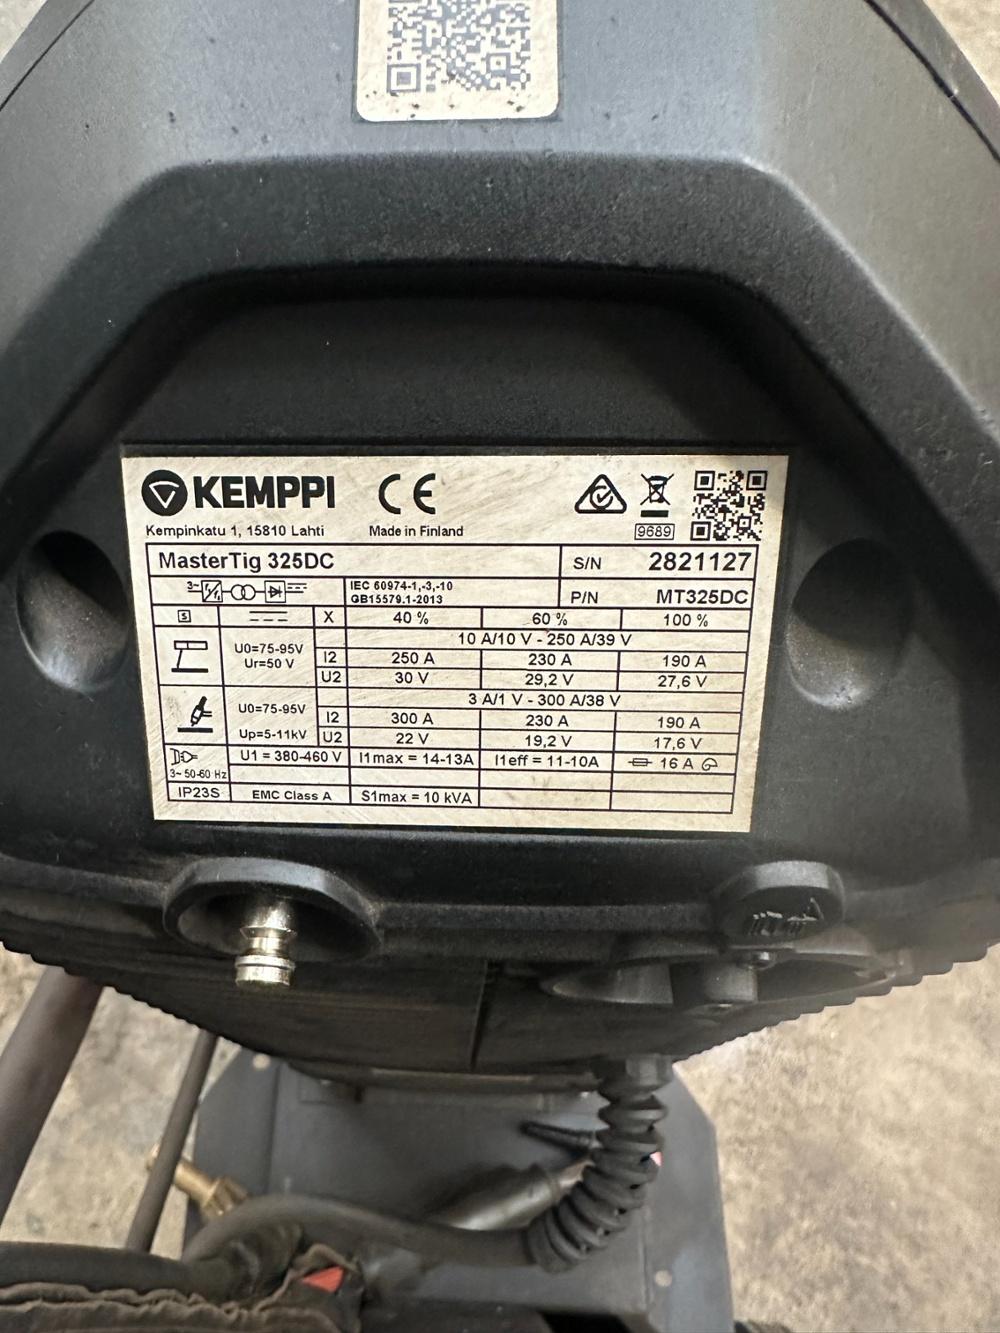 KEMPPI CE
Kempinkatu 1, 15810 Lahti Made in Finland 9689
MasterTig 325DC S/N 2821127
3~ f1/f2 IEC 60974-1,-3,-10
GB15579.1-2013 P/N MT325DC
S X 40 % 60 % 100 %
10 A/10 V - 250 A/39 V
U0=75-95V
Ur=50 V
I2 250 A 230 A 190 A
U2 30 V 29,2 V 27,6 V
3 A/1 V - 300 A/38 V
U0=75-95V
I2 300 A 230 A 190 A
Up=5-11kV U2 22 V 19,2 V 17,6 V
3~ 50-60 Hz U1 = 380-460 V I1max = 14-13A I1eff = 11-10A 16 A
IP23S EMC Class A S1max = 10 kVA